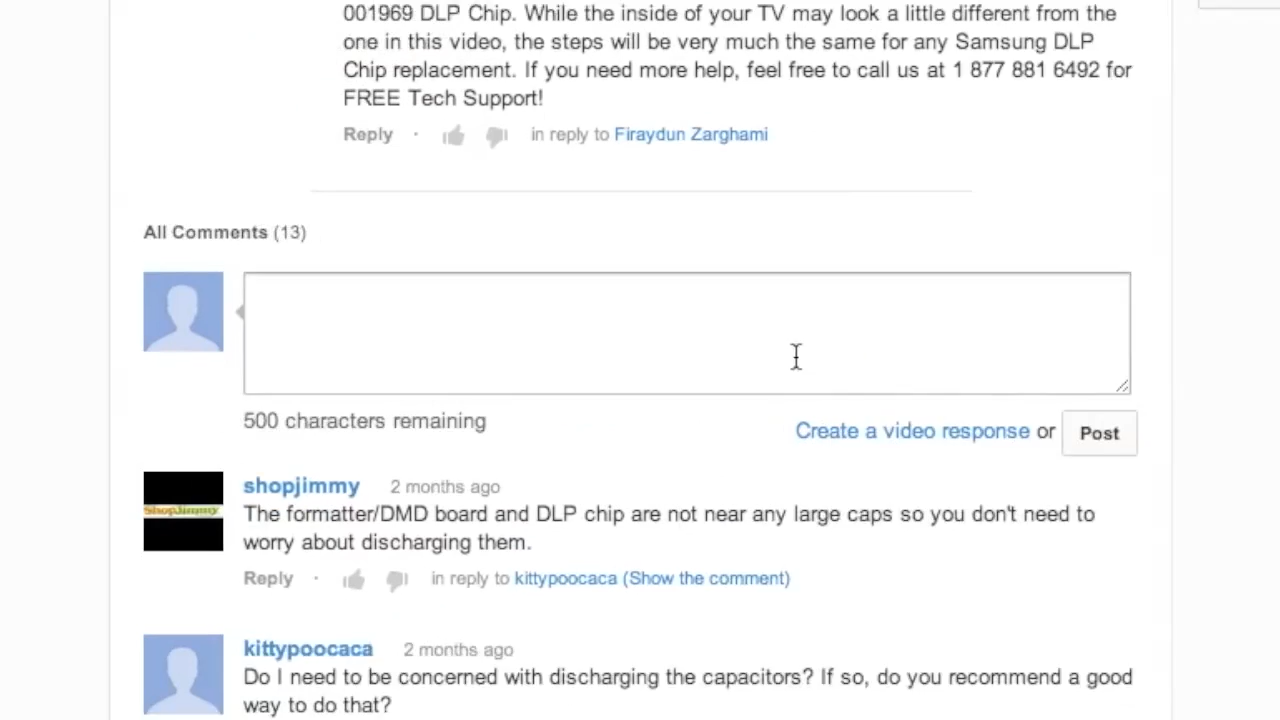 001969 DLP Chip. While the inside of your TV may look a little different from the
one in this video, the steps will be very much the same for any Samsung DLP
Chip replacement. If you need more help, feel free to call us at 1 877 881 6492 for
FREE Tech Support!
Reply · in reply to Firaydun Zarghami
All Comments (13)
500 characters remaining
Create a video response or Post
shopjimmy 2 months ago
ShopJimmy
The formatter/DMD board and DLP chip are not near any large caps so you don't need to
worry about discharging them.
Reply · in reply to kittypoocaca (Show the comment)
kittypoocaca 2 months ago
Do I need to be concerned with discharging the capacitors? If so, do you recommend a good
way to do that?